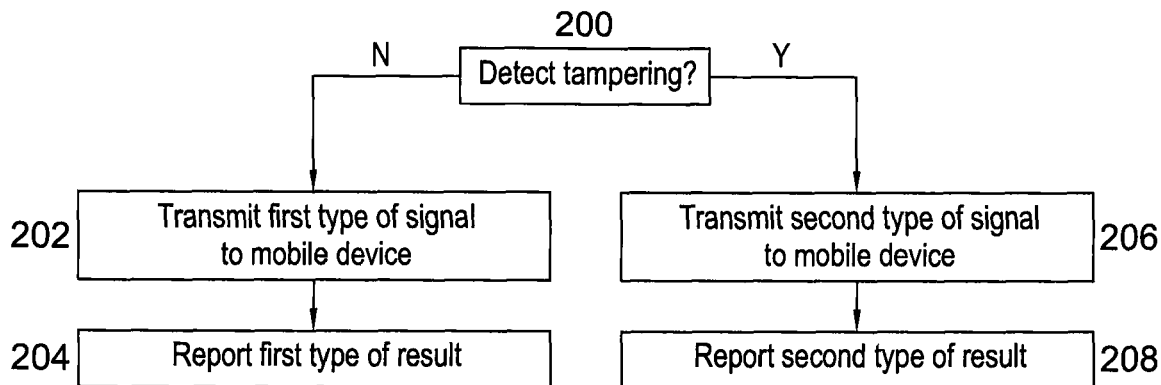 200
N
Detect tampering?
Y
202
Transmit first type of signal
to mobile device
Transmit second type of signal
to mobile device
206
204
Report first type of result
Report second type of result
208